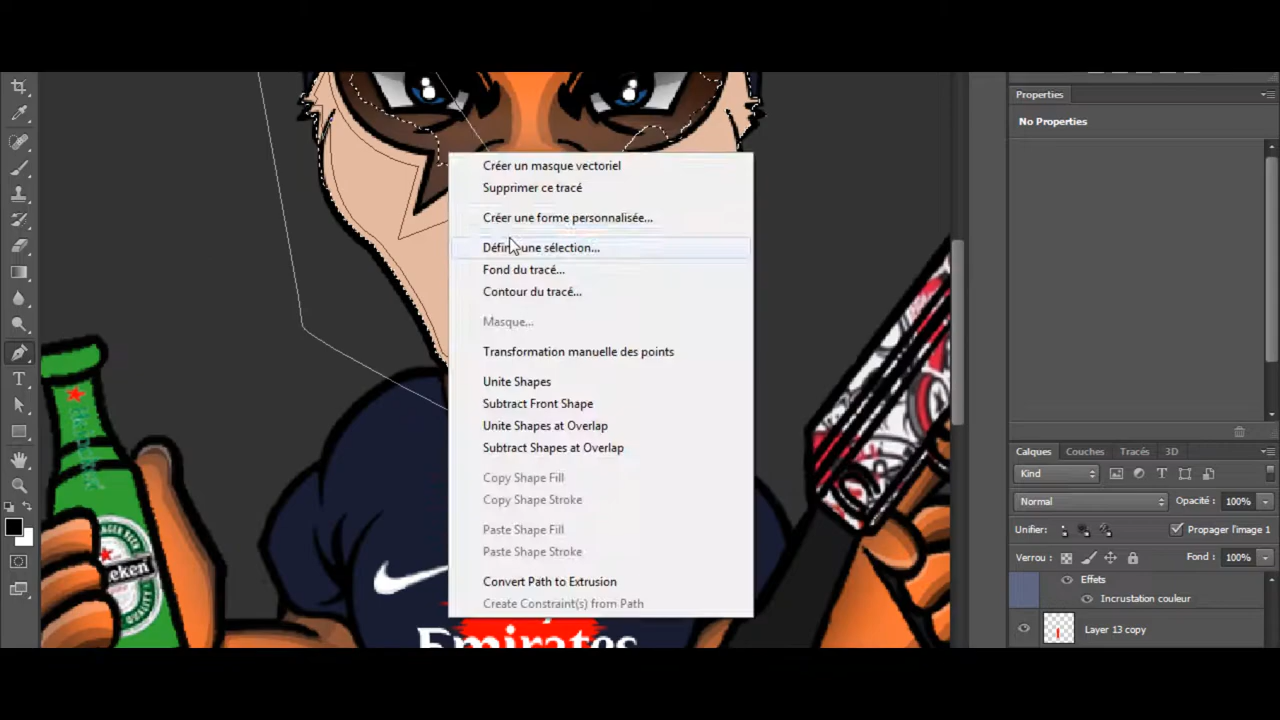 Properties
No Properties
Créer un masque vectoriel
Supprimer ce tracé
Créer une forme personnalisée...
Définir une sélection...
Fond du tracé...
Contour du tracé...
Masque...
Transformation manuelle des points
Unite Shapes
Subtract Front Shape
Unite Shapes at Overlap
Subtract Shapes at Overlap
Copy Shape Fill
Copy Shape Stroke
Paste Shape Fill
Paste Shape Stroke
Convert Path to Extrusion
Create Constraint(s) from Path
Calques Couches Tracés 3D
Kind
Normal Opacité : 100%
Unifier : Propager l'image 1
Verrou : Fond : 100%
Effets
Incrustation couleur
Layer 13 copy
eken
QUALITY
Emirates